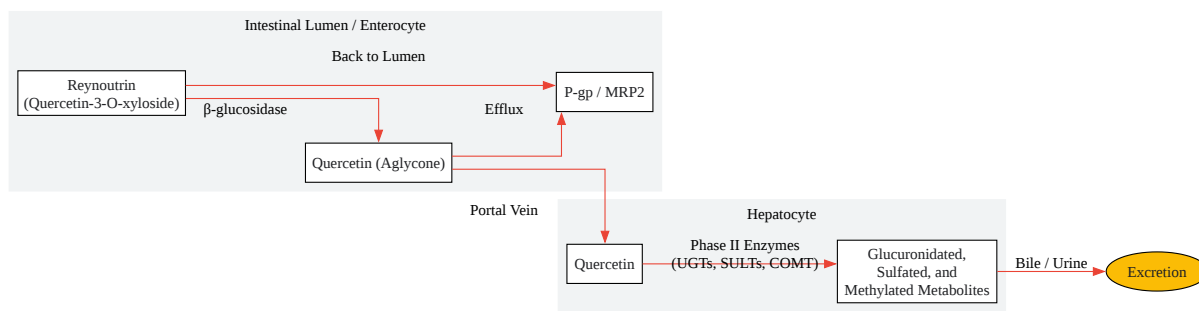 Intestinal Lumen / Enterocyte
Back to Lumen
Reynoutrin
(Quercetin-3-O-xyloside)
P-gp / MRP2
β-glucosidase
Efflux
Quercetin (Aglycone)
Portal Vein
Hepatocyte
Quercetin
Phase II Enzymes
(UGTs, SULTs, COMT)
Glucuronidated,
Sulfated, and
Methylated Metabolites
Bile / Urine
Excretion